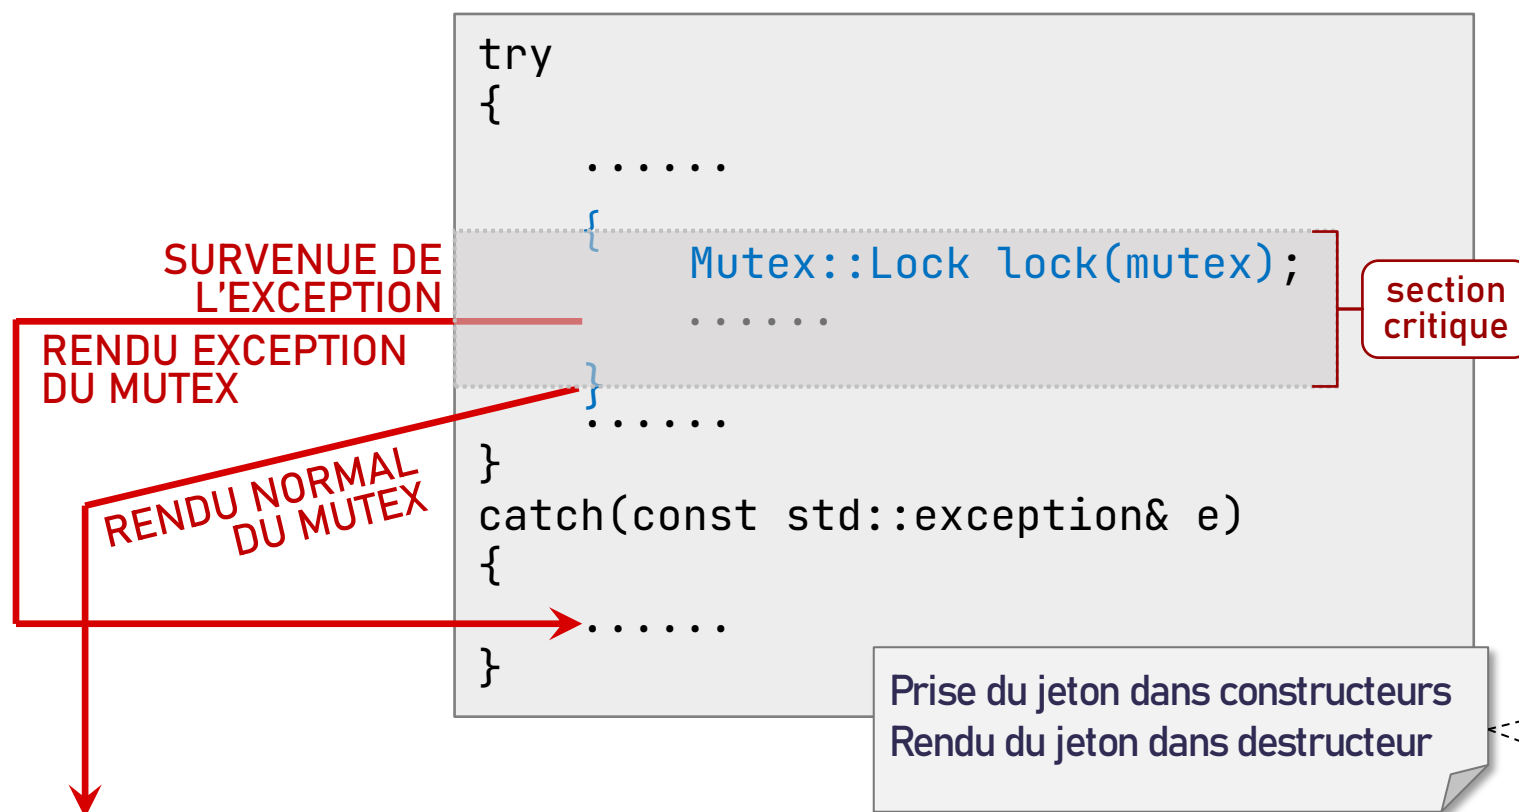 try
{
......
{
Mutex::Lock lock(mutex);
......
}
......
}
catch(const std::exception& e)
{
......
}
SURVENUE DE
L'EXCEPTION
RENDU EXCEPTION
DU MUTEX
RENDU NORMAL
DU MUTEX
section
critique
Prise du jeton dans constructeurs
Rendu du jeton dans destructeur